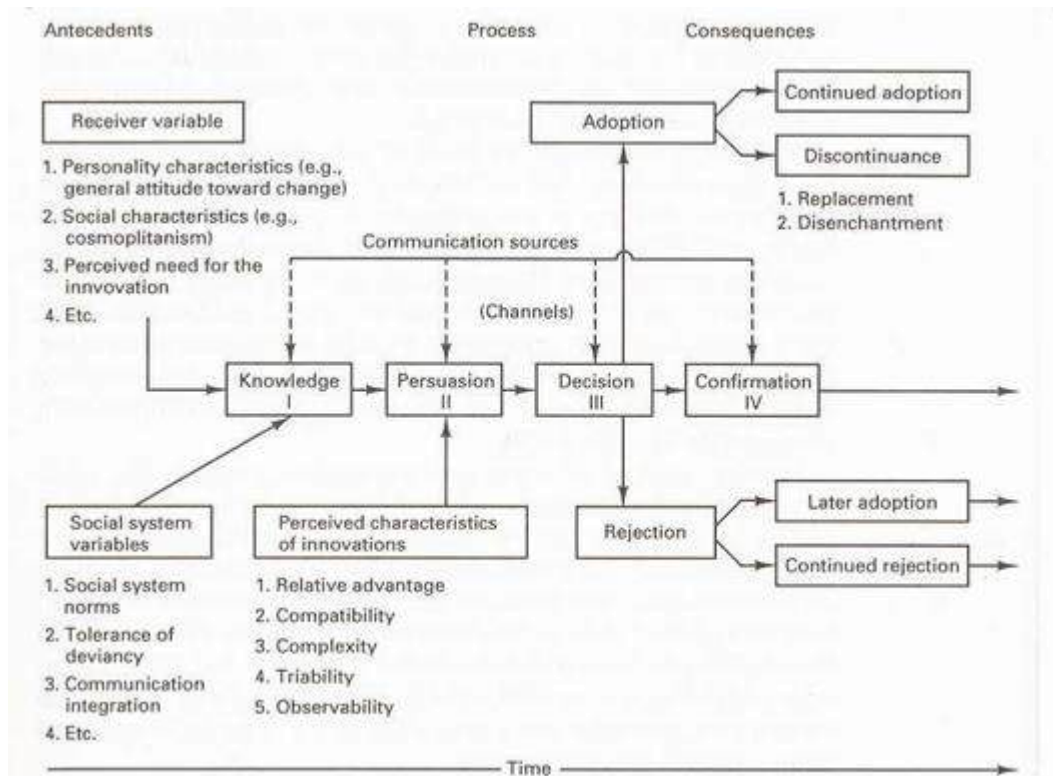 Antecedents
Process
Consequences
Receiver variable
1. Personality characteristics (e.g.,
general attitude toward change)
2. Social characteristics (e.g.,
cosmoplitanism)
3. Perceived need for the
innvovation
4. Etc.
Adoption
Continued adoption
Discontinuance
1. Replacement
2. Disenchantment
Communication sources
(Channels)
Knowledge
I
Persuasion
II
Decision
III
Confirmation
IV
Social system
variables
1. Social system
norms
2. Tolerance of
deviancy
3. Communication
integration
4. Etc.
Perceived characteristics
of innovations
1. Relative advantage
2. Compatibility
3. Complexity
4. Triability
5. Observability
Rejection
Later adoption
Continued rejection
Time